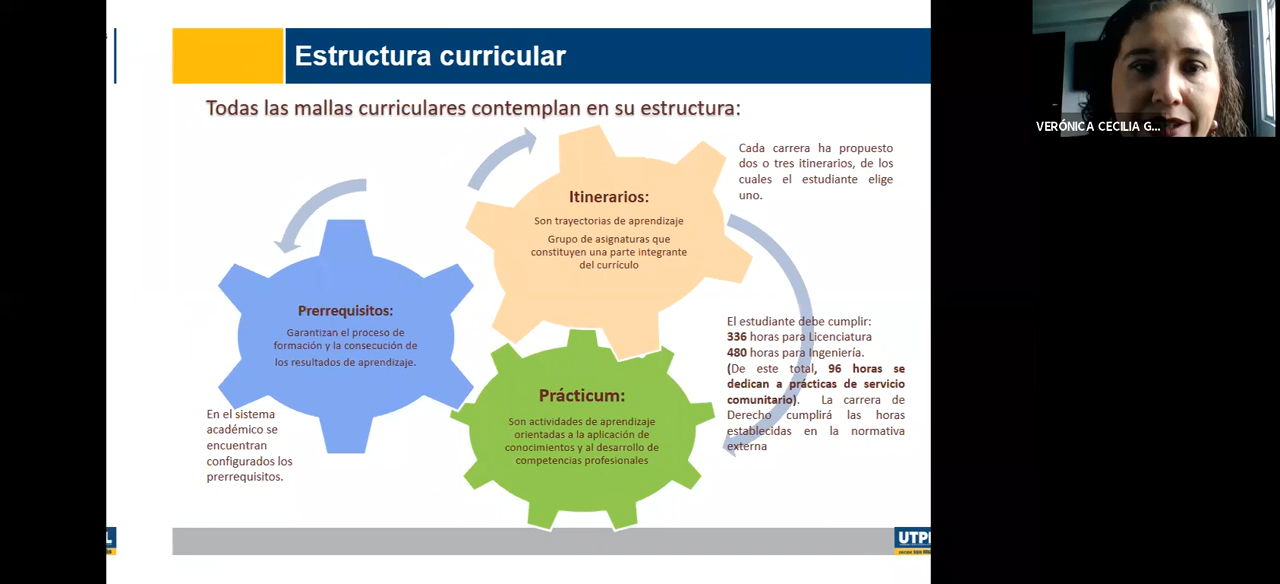 Estructura curricular
Todas las mallas curriculares contemplan en su estructura:
Cada carrera ha propuesto
dos o tres itinerarios, de los
cuales el estudiante elige
uno.
Itinerarios:
Son trayectorias de aprendizaje
Grupo de asignaturas que
constituyen una parte integrante
del currículo
Prerrequisitos:
Garantizan el proceso de
formación y la consecución de
los resultados de aprendizaje.
En el sistema
académico se
encuentran
configurados los
prerrequisitos.
El estudiante debe cumplir:
336 horas para Licenciatura
480 horas para Ingeniería.
(De este total, 96 horas se
dedican a prácticas de servicio
comunitario). La carrera de
Derecho cumplirá las horas
establecidas en la normativa
externa
Prácticum:
Son actividades de aprendizaje
orientadas a la aplicación de
conocimientos y al desarrollo de
competencias profesionales
VERÓNICA CECILIA G...
L
UTP